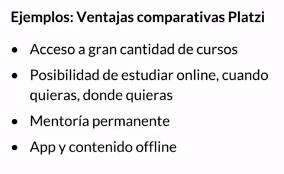 Ejemplos: Ventajas comparativas Platzi
• Acceso a gran cantidad de cursos
• Posibilidad de estudiar online, cuando
quieras, donde quieras
• Mentoría permanente
• App y contenido offline